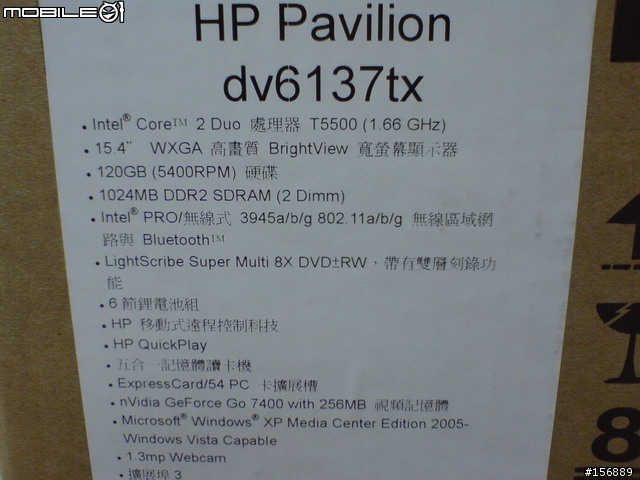 MOBILE01
HP Pavilion
dv6137tx
• Intel® Core™ 2 Duo 處理器 T5500 (1.66 GHz)
• 15.4" WXGA 高畫質 BrightView 寬螢幕顯示器
• 120GB (5400RPM) 硬碟
• 1024MB DDR2 SDRAM (2 Dimm)
• Intel® PRO/無線式 3945a/b/g 802.11a/b/g 無線區域網
路與 Bluetooth™
• LightScribe Super Multi 8X DVD±RW，帶有雙層刻錄功
能
• 6 節鋰電池組
• HP 移動式遠程控制科技
• HP QuickPlay
• 五合一記憶體讀卡機
• ExpressCard/54 PC 卡擴展槽
• nVidia GeForce Go 7400 with 256MB 視頻記憶體
• Microsoft® Windows® XP Media Center Edition 2005-
Windows Vista Capable
• 1.3mp Webcam
• 擴展埠 3
8
#156889